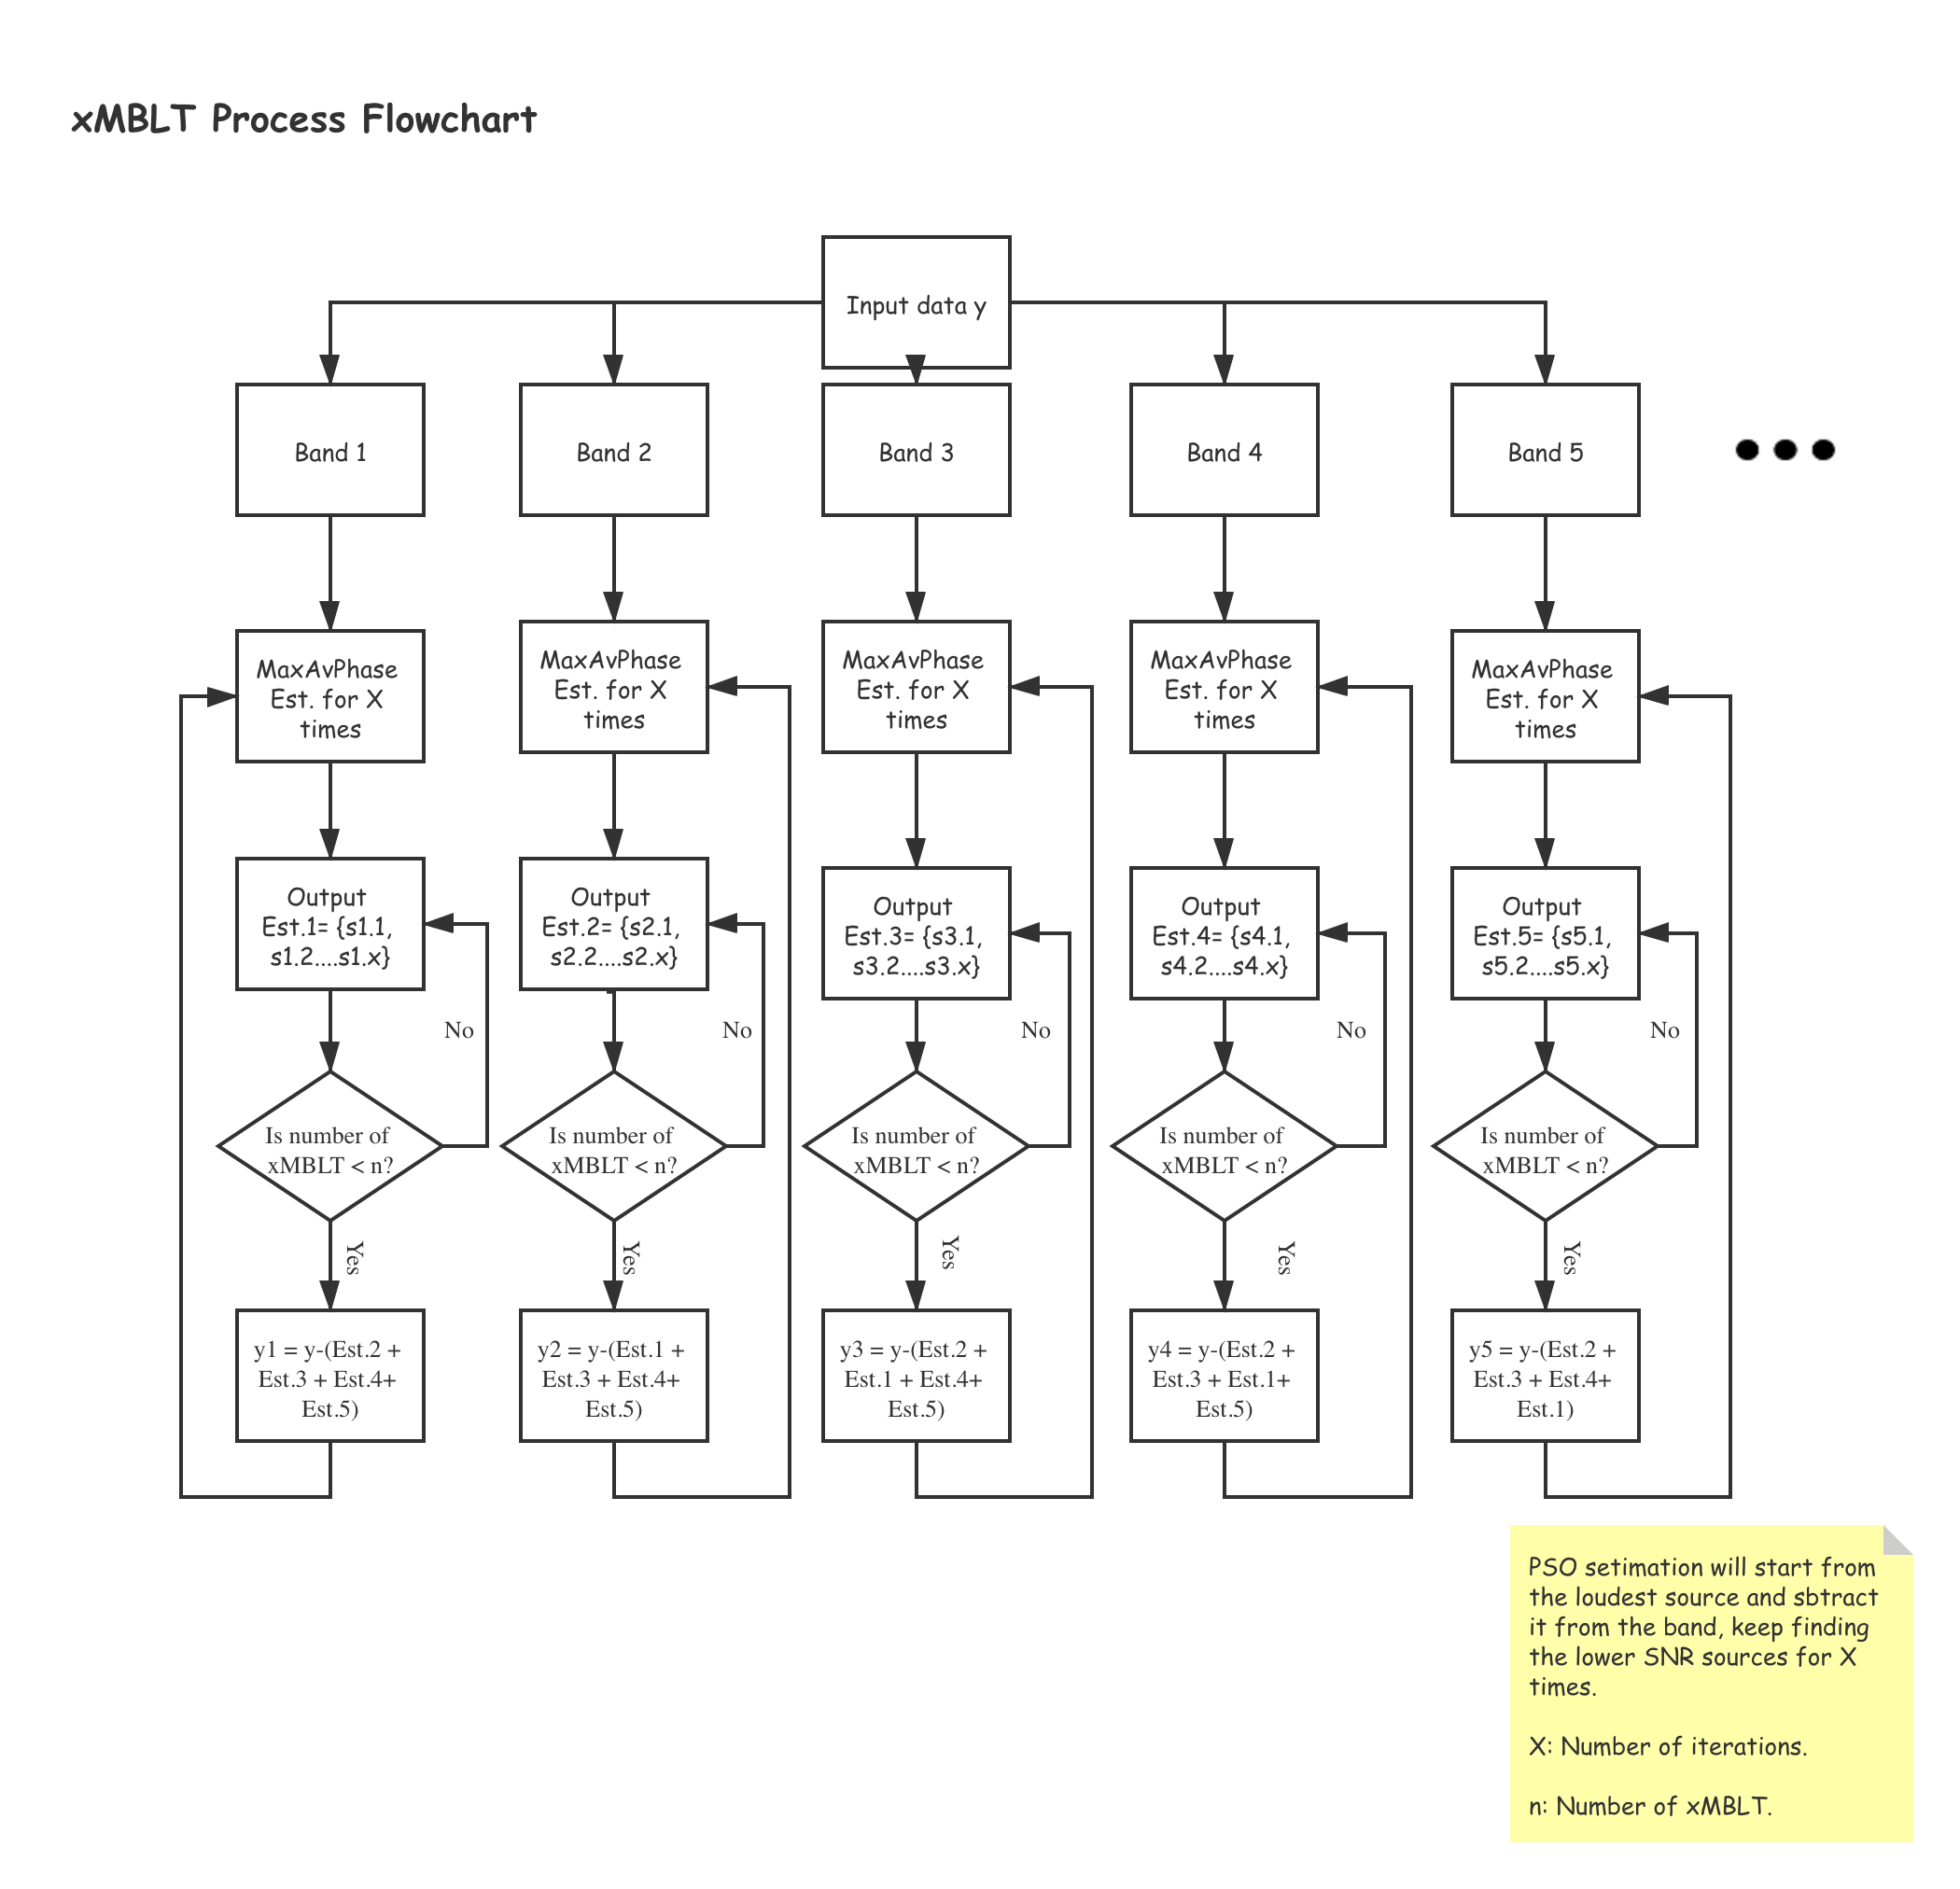 xMBLT Process Flowchart
Input data y
Band 1
Band 2
Band 3
Band 4
Band 5
MaxAvPhase
Est. for X
times
MaxAvPhase
Est. for X
times
MaxAvPhase
Est. for X
times
MaxAvPhase
Est. for X
times
MaxAvPhase
Est. for X
times
Output
Est.1= {s1.1,
s1.2....s1.x}
Output
Est.2= {s2.1,
s2.2....s2.x}
Output
Est.3= {s3.1,
s3.2....s3.x}
Output
Est.4= {s4.1,
s4.2....s4.x}
Output
Est.5= {s5.1,
s5.2....s5.x}
No
No
No
No
No
Is number of
xMBLT < n?
Is number of
xMBLT < n?
Is number of
xMBLT < n?
Is number of
xMBLT < n?
Is number of
xMBLT < n?
Yes
Yes
Yes
Yes
Yes
y1 = y-(Est.2 +
Est.3 + Est.4+
Est.5)
y2 = y-(Est.1 +
Est.3 + Est.4+
Est.5)
y3 = y-(Est.2 +
Est.1 + Est.4+
Est.5)
y4 = y-(Est.2 +
Est.3 + Est.1+
Est.5)
y5 = y-(Est.2 +
Est.3 + Est.4+
Est.1)
PSO setimation will start from
the loudest source and sbtract
it from the band, keep finding
the lower SNR sources for X
times.
X: Number of iterations.
n: Number of xMBLT.